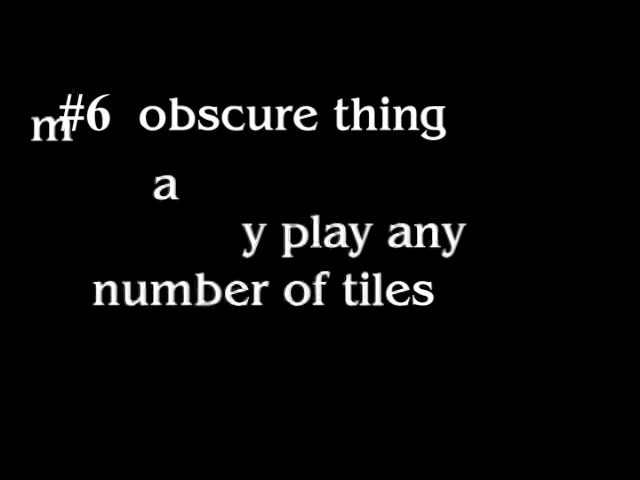 #6 obscure thing
m
a
y play any
number of tiles